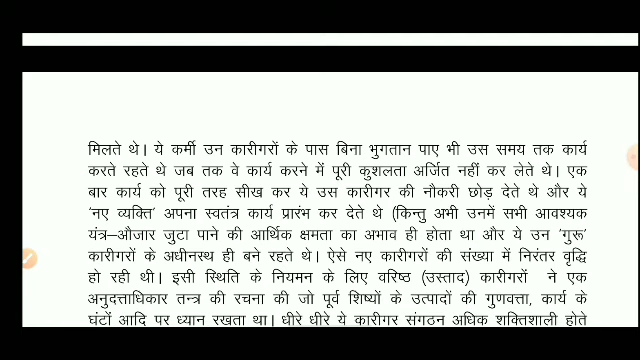 मिलते थे। ये कर्मी उन कारीगरों के पास बिना भुगतान पाए भी उस समय तक कार्य
करते रहते थे जब तक वे कार्य करने में पूरी कुशलता अर्जित नहीं कर लेते थे। एक
बार कार्य को पूरी तरह सीख कर ये उस कारीगर की नौकरी छोड़ देते थे और ये
'नए व्यक्ति' अपना स्वतंत्र कार्य प्रारंभ कर देते थे (किन्तु अभी उनमें सभी आवश्यक
यंत्र–औजार जुटा पाने की आर्थिक क्षमता का अभाव ही होता था और ये उन 'गुरू'
कारीगरों के अधीनस्थ ही बने रहते थे। ऐसे नए कारीगरों की संख्या में निरंतर वृद्धि
हो रही थी। इसी स्थिति के नियमन के लिए वरिष्ठ (उस्ताद) कारीगरों ने एक
अनुदत्ताधिकार तन्त्र की रचना की जो पूर्व शिष्यों के उत्पादों की गुणवत्ता, कार्य के
घंटों आदि पर ध्यान रखता था। धीरे धीरे ये कारीगर संगठन अधिक शक्तिशाली होते